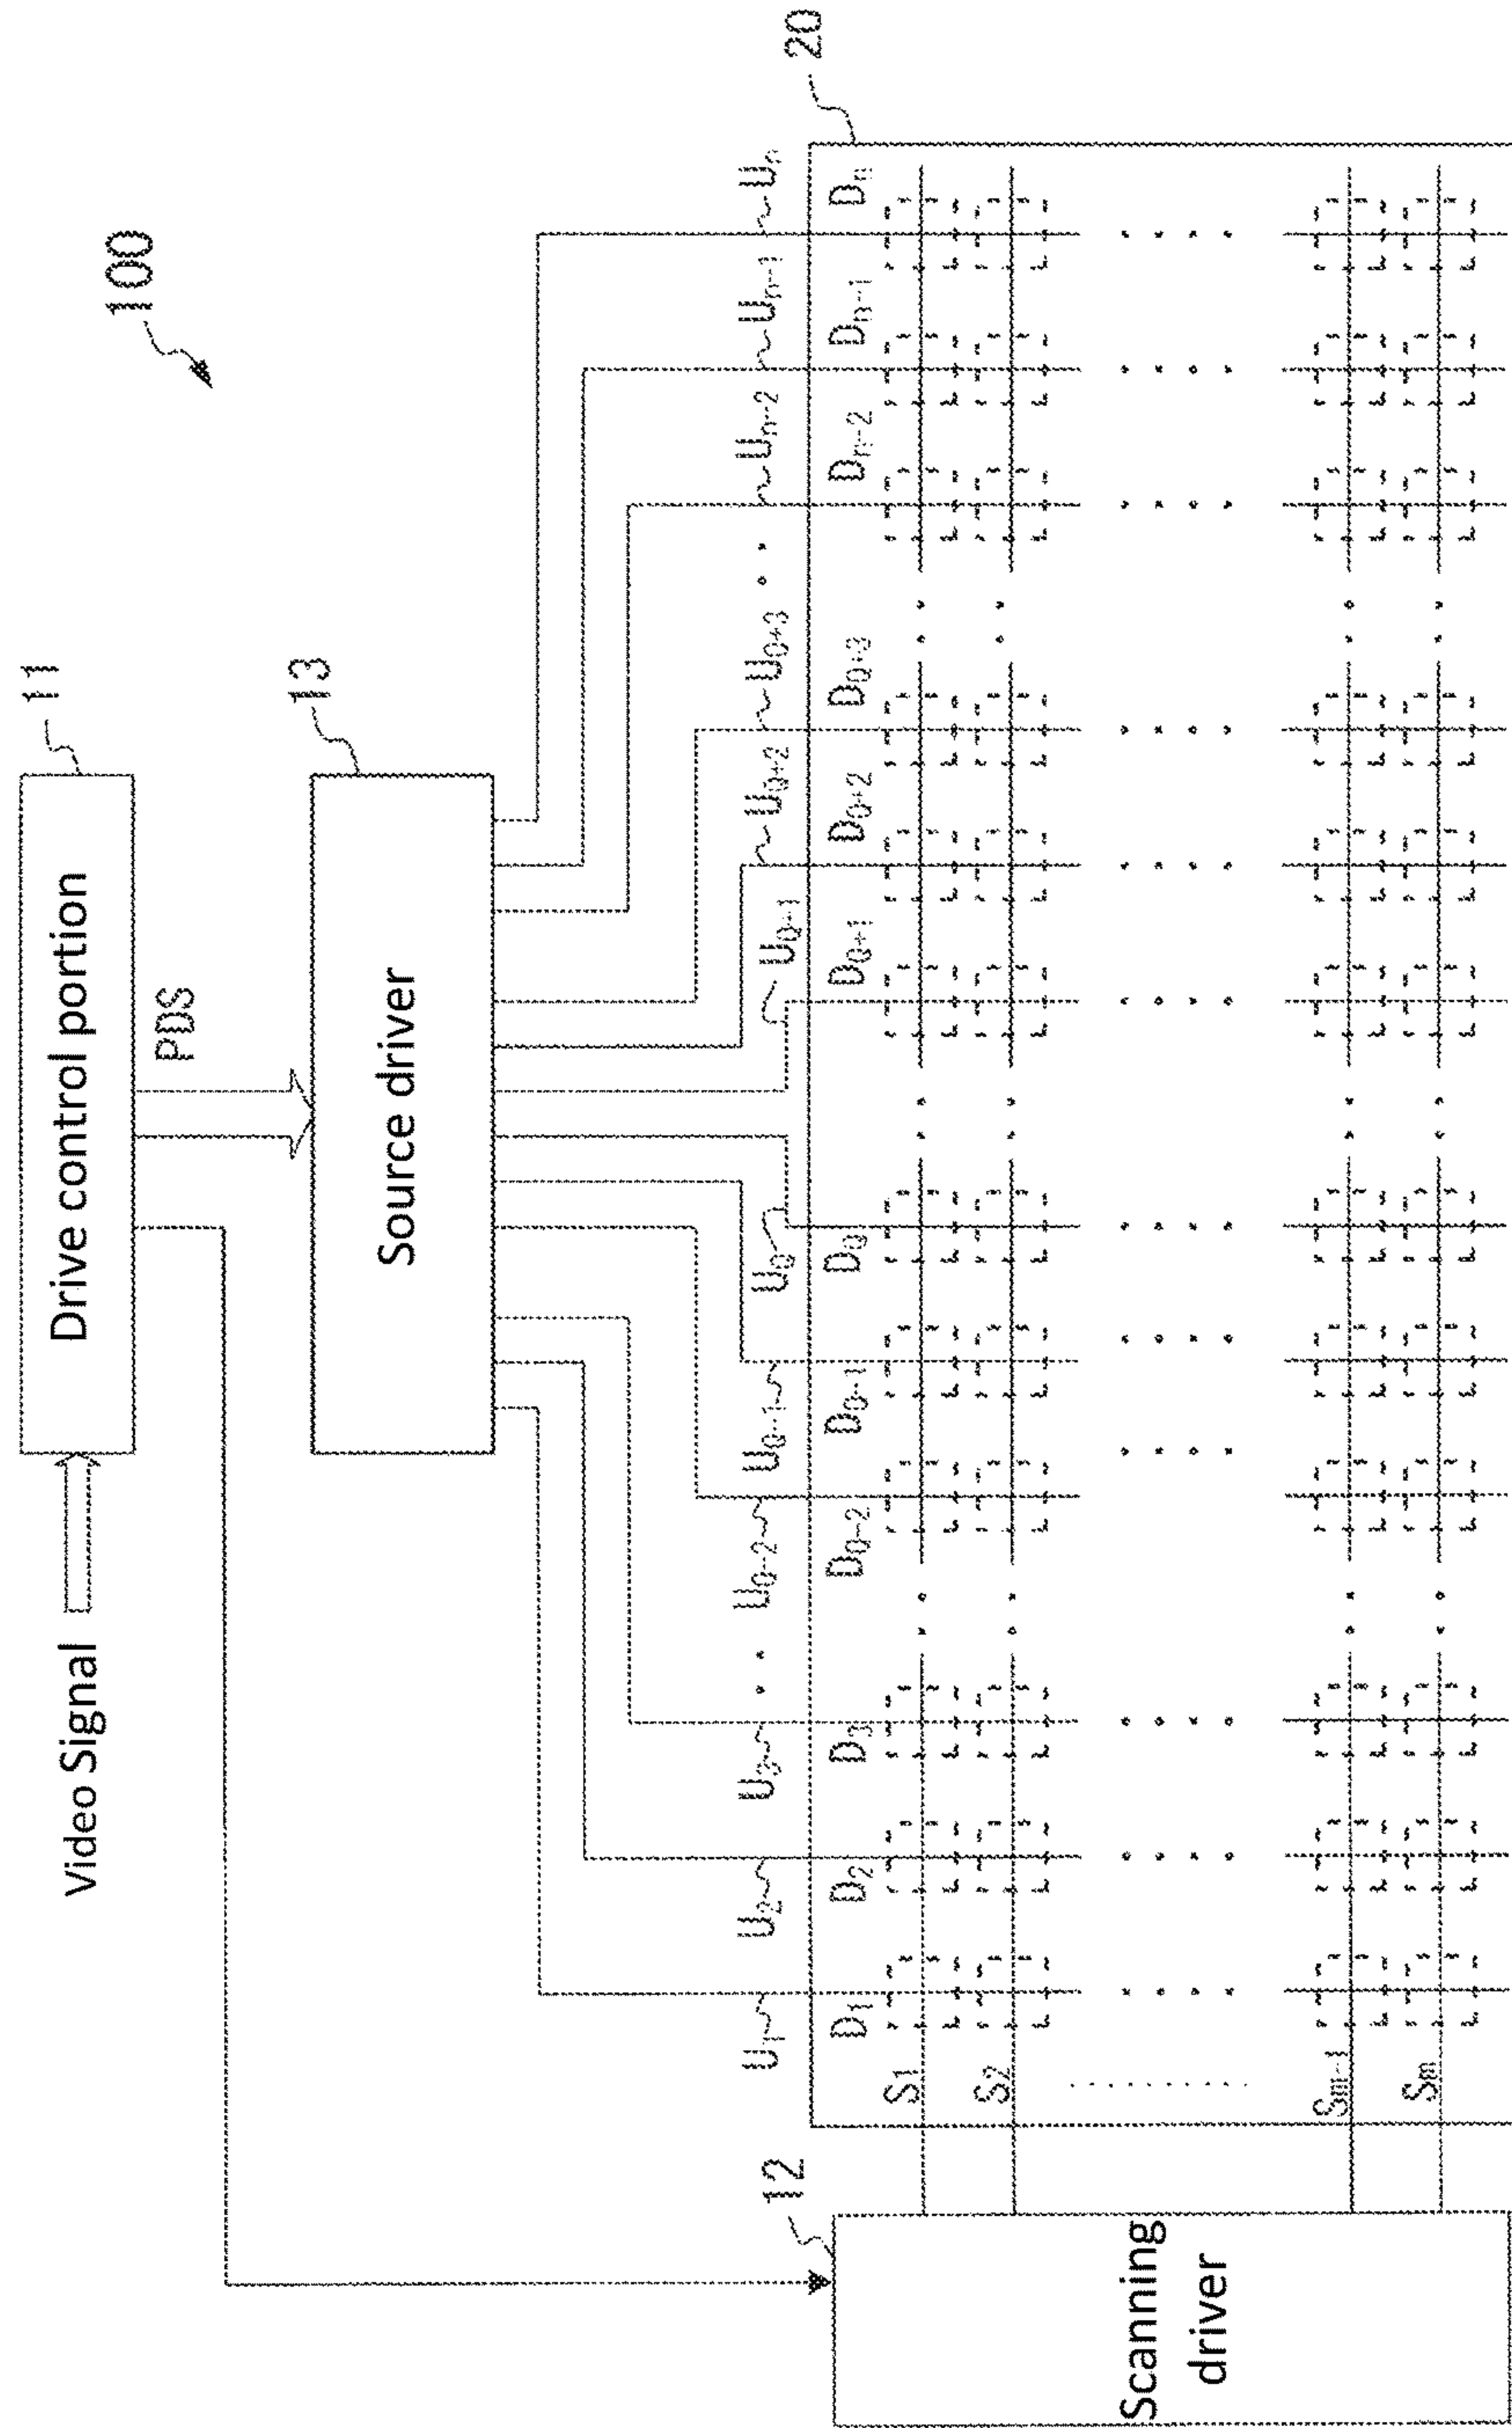 100
Video Signal
Drive control portion
11
PDS
Source driver
13
U1
U2
U3
UQ-2
UQ-1
UQ
UQ+1
UQ+2
UQ+3
Un-2
Un-1
Un
20
D1
D2
D3
DQ-2
DQ-1
DQ
DQ+1
DQ+2
DQ+3
Dn-2
Dn-1
Dn
12
Scanning
driver
S1
S2
Sm-1
Sm